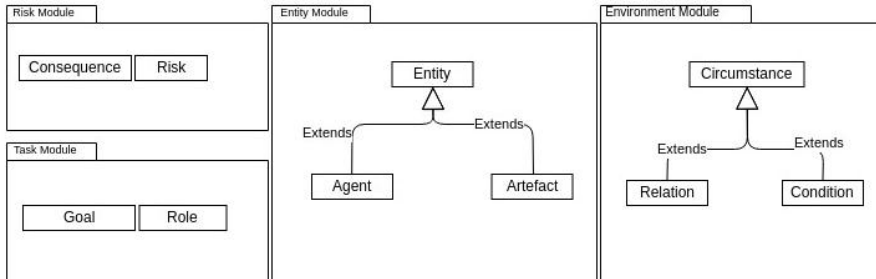 Risk Module
Consequence
Risk
Task Module
Goal
Role
Entity Module
Entity
Extends
Extends
Agent
Artefact
Environment Module
Circumstance
Extends
Extends
Relation
Condition